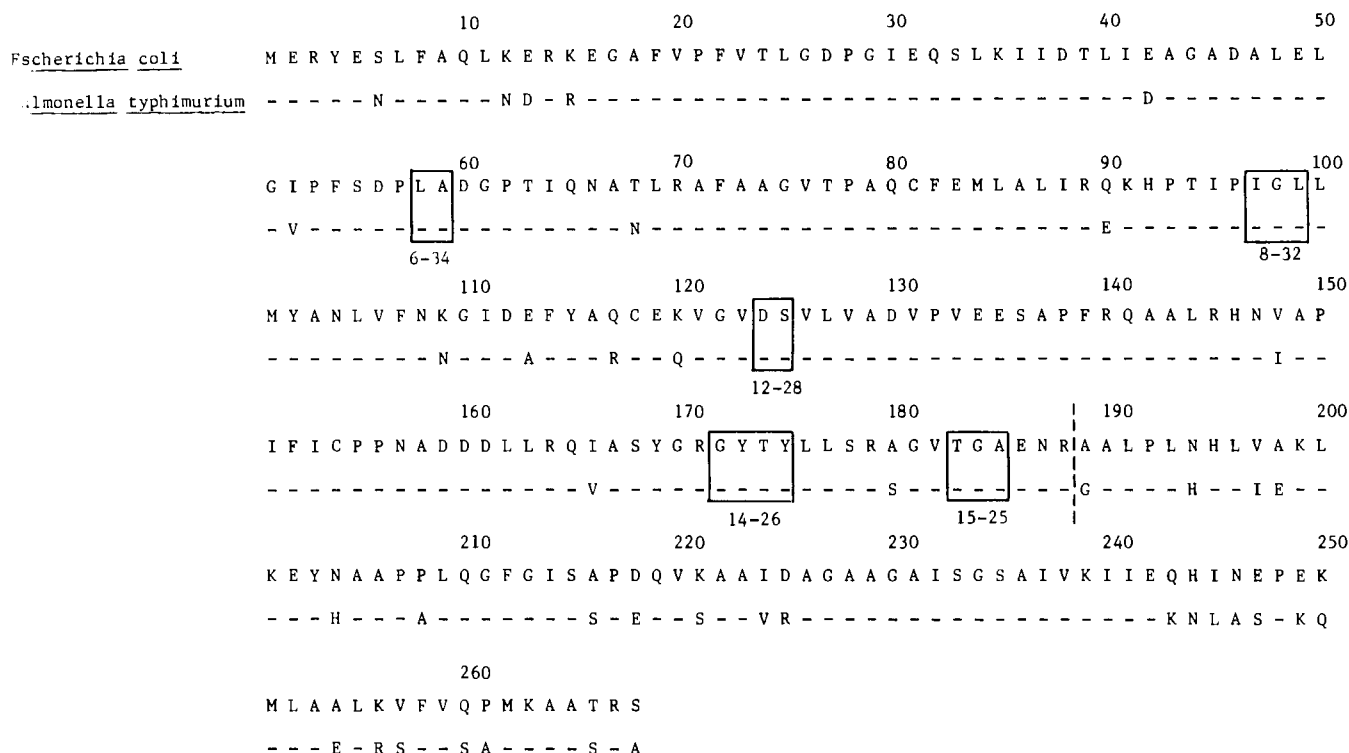 10 20 30 40 50
Escherichia coli M E R Y E S L F A Q L K E R K E G A F V P F V T L G D P G I E Q S L K I I D T L I E A G A D A L E L
lmonella typhimurium - - - - - N - - - - - N D - R - - - - - - - - - - - - - - - - - - - - - - - - - - D - - - - - - - -
60 70 80 90 100
G I P F S D P L A D G P T I Q N A T L R A F A A G V T P A Q C F E M L A L I R Q K H P T I P I G L L
- V - - - - - - - - - - - - - - - N - - - - - - - - - - - - - - - - - - - - - E - - - - - - - - - -
6-34 8-32
110 120 130 140 150
M Y A N L V F N K G I D E F Y A Q C E K V G V D S V L V A D V P V E E S A P F R Q A A L R H N V A P
- - - - - - - - N - - - A - - - R - - Q - - - - - - - - - - - - - - - - - - - - - - - - - - - I - -
12-28
160 170 180 190 200
I F I C P P N A D D D L L R Q I A S Y G R G Y T Y L L S R A G V T G A E N R A A L P L N H L V A K L
- - - - - - - - - - - - - - - V - - - - - - - - - - - - - S - - - - - - - - G - - - - H - - I E - -
14-26 15-25
210 220 230 240 250
K E Y N A A P P L Q G F G I S A P D Q V K A A I D A G A A G A I S G S A I V K I I E Q H I N E P E K
- - - H - - - A - - - - - - - S - E - - S - - V R - - - - - - - - - - - - - - - - - K N L A S - K Q
260
M L A A L K V F V Q P M K A A T R S
- - - E - R S - - S A - - - - S - A